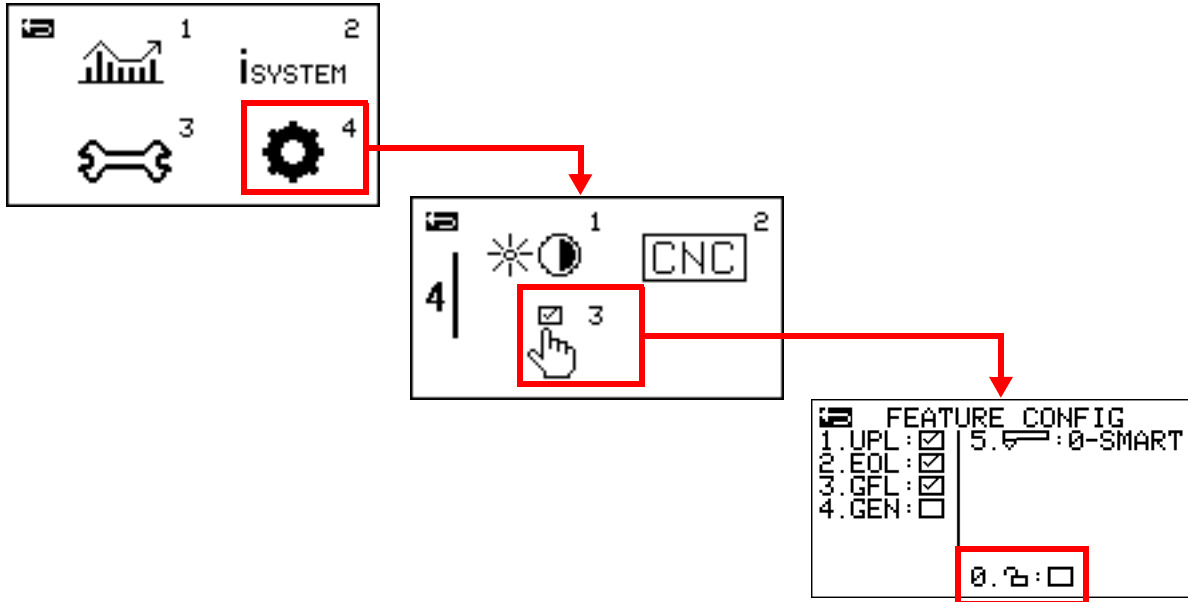 1 2
iSYSTEM
3 4
1 2
CNC
4
3
FEATURE CONFIG
1.UPL: 5. :0-SMART
2.EOL:
3.GFL:
4.GEN:
0. :